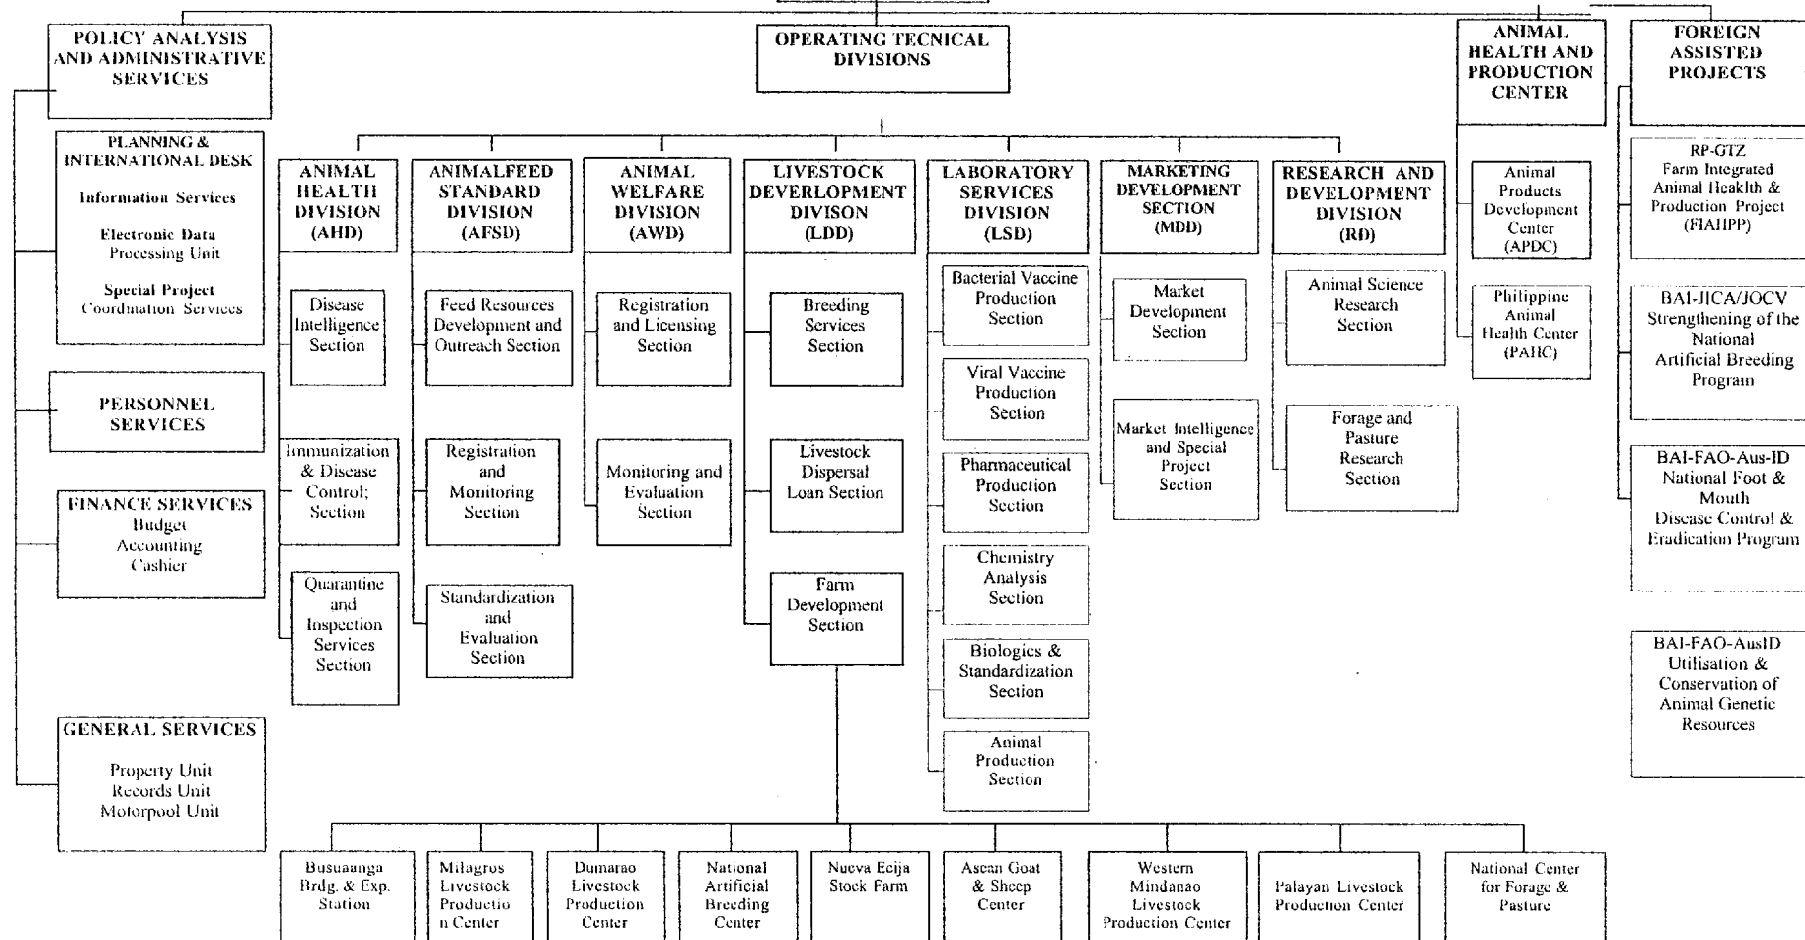 POLICY ANALYSIS
AND ADMINISTRATIVE
SERVICES
OPERATING TECNICAL
DIVISIONS
ANIMAL
HEALTH AND
PRODUCTION
CENTER
FOREIGN
ASSISTED
PROJECTS
PLANNING &
INTERNATIONAL DESK
Information Services
Electronic Data
Processing Unit
Special Project
Coordination Services
PERSONNEL
SERVICES
FINANCE SERVICES
Budget
Accounting
Cashier
GENERAL SERVICES
Property Unit
Records Unit
Motorpool Unit
ANIMAL
HEALTH
DIVISION
(AHD)
Disease
Intelligence
Section
Immunization
& Disease
Control;
Section
Quarantine
and
Inspection
Services
Section
ANIMALFEED
STANDARD
DIVISION
(AFSD)
Feed Resources
Development and
Outreach Section
Registration
and
Monitoring
Section
Standardization
and
Evaluation
Section
ANIMAL
WELFARE
DIVISION
(AWD)
Registration
and Licensing
Section
Monitoring and
Evaluation
Section
LIVESTOCK
DEVERLOPMENT
DIVISON
(LDD)
Breeding
Services
Section
Livestock
Dispersal
Loan Section
Farm
Development
Section
LABORATORY
SERVICES
DIVISION
(LSD)
Bacterial Vaccine
Production
Section
Viral Vaccine
Production
Section
Pharmaceutical
Production
Section
Chemistry
Analysis
Section
Biologics &
Standardization
Section
Animal
Production
Section
MARKETING
DEVELOPMENT
SECTION
(MDD)
Market
Development
Section
Market Intelligence
and Special
Project
Section
RESEARCH AND
DEVELOPMENT
DIVISION
(RD)
Animal Science
Research
Section
Forage and
Pasture
Research
Section
Animal
Products
Development
Center
(APDC)
Philippine
Animal
Health Center
(PAHC)
RP-GTZ
Farm Integrated
Animal Heaklth &
Production Project
(FIAHPP)
BAI-JICA/JOCV
Strengthening of the
National
Artificial Breeding
Program
BAI-FAO-Aus-ID
National Foot &
Mouth
Disease Control &
Eradication Program
BAI-FAO-AusID
Utilisation &
Conservation of
Animal Genetic
Resources
Busuaanga
Brdg. & Exp.
Station
Milagros
Livestock
Productio
n Center
Dumarao
Livestock
Production
Center
National
Artificial
Breeding
Center
Nueva Ecija
Stock Farm
Asean Goat
& Sheep
Center
Western
Mindanao
Livestock
Production Center
Palayan Livestock
Production Center
National Center
for Forage &
Pasture